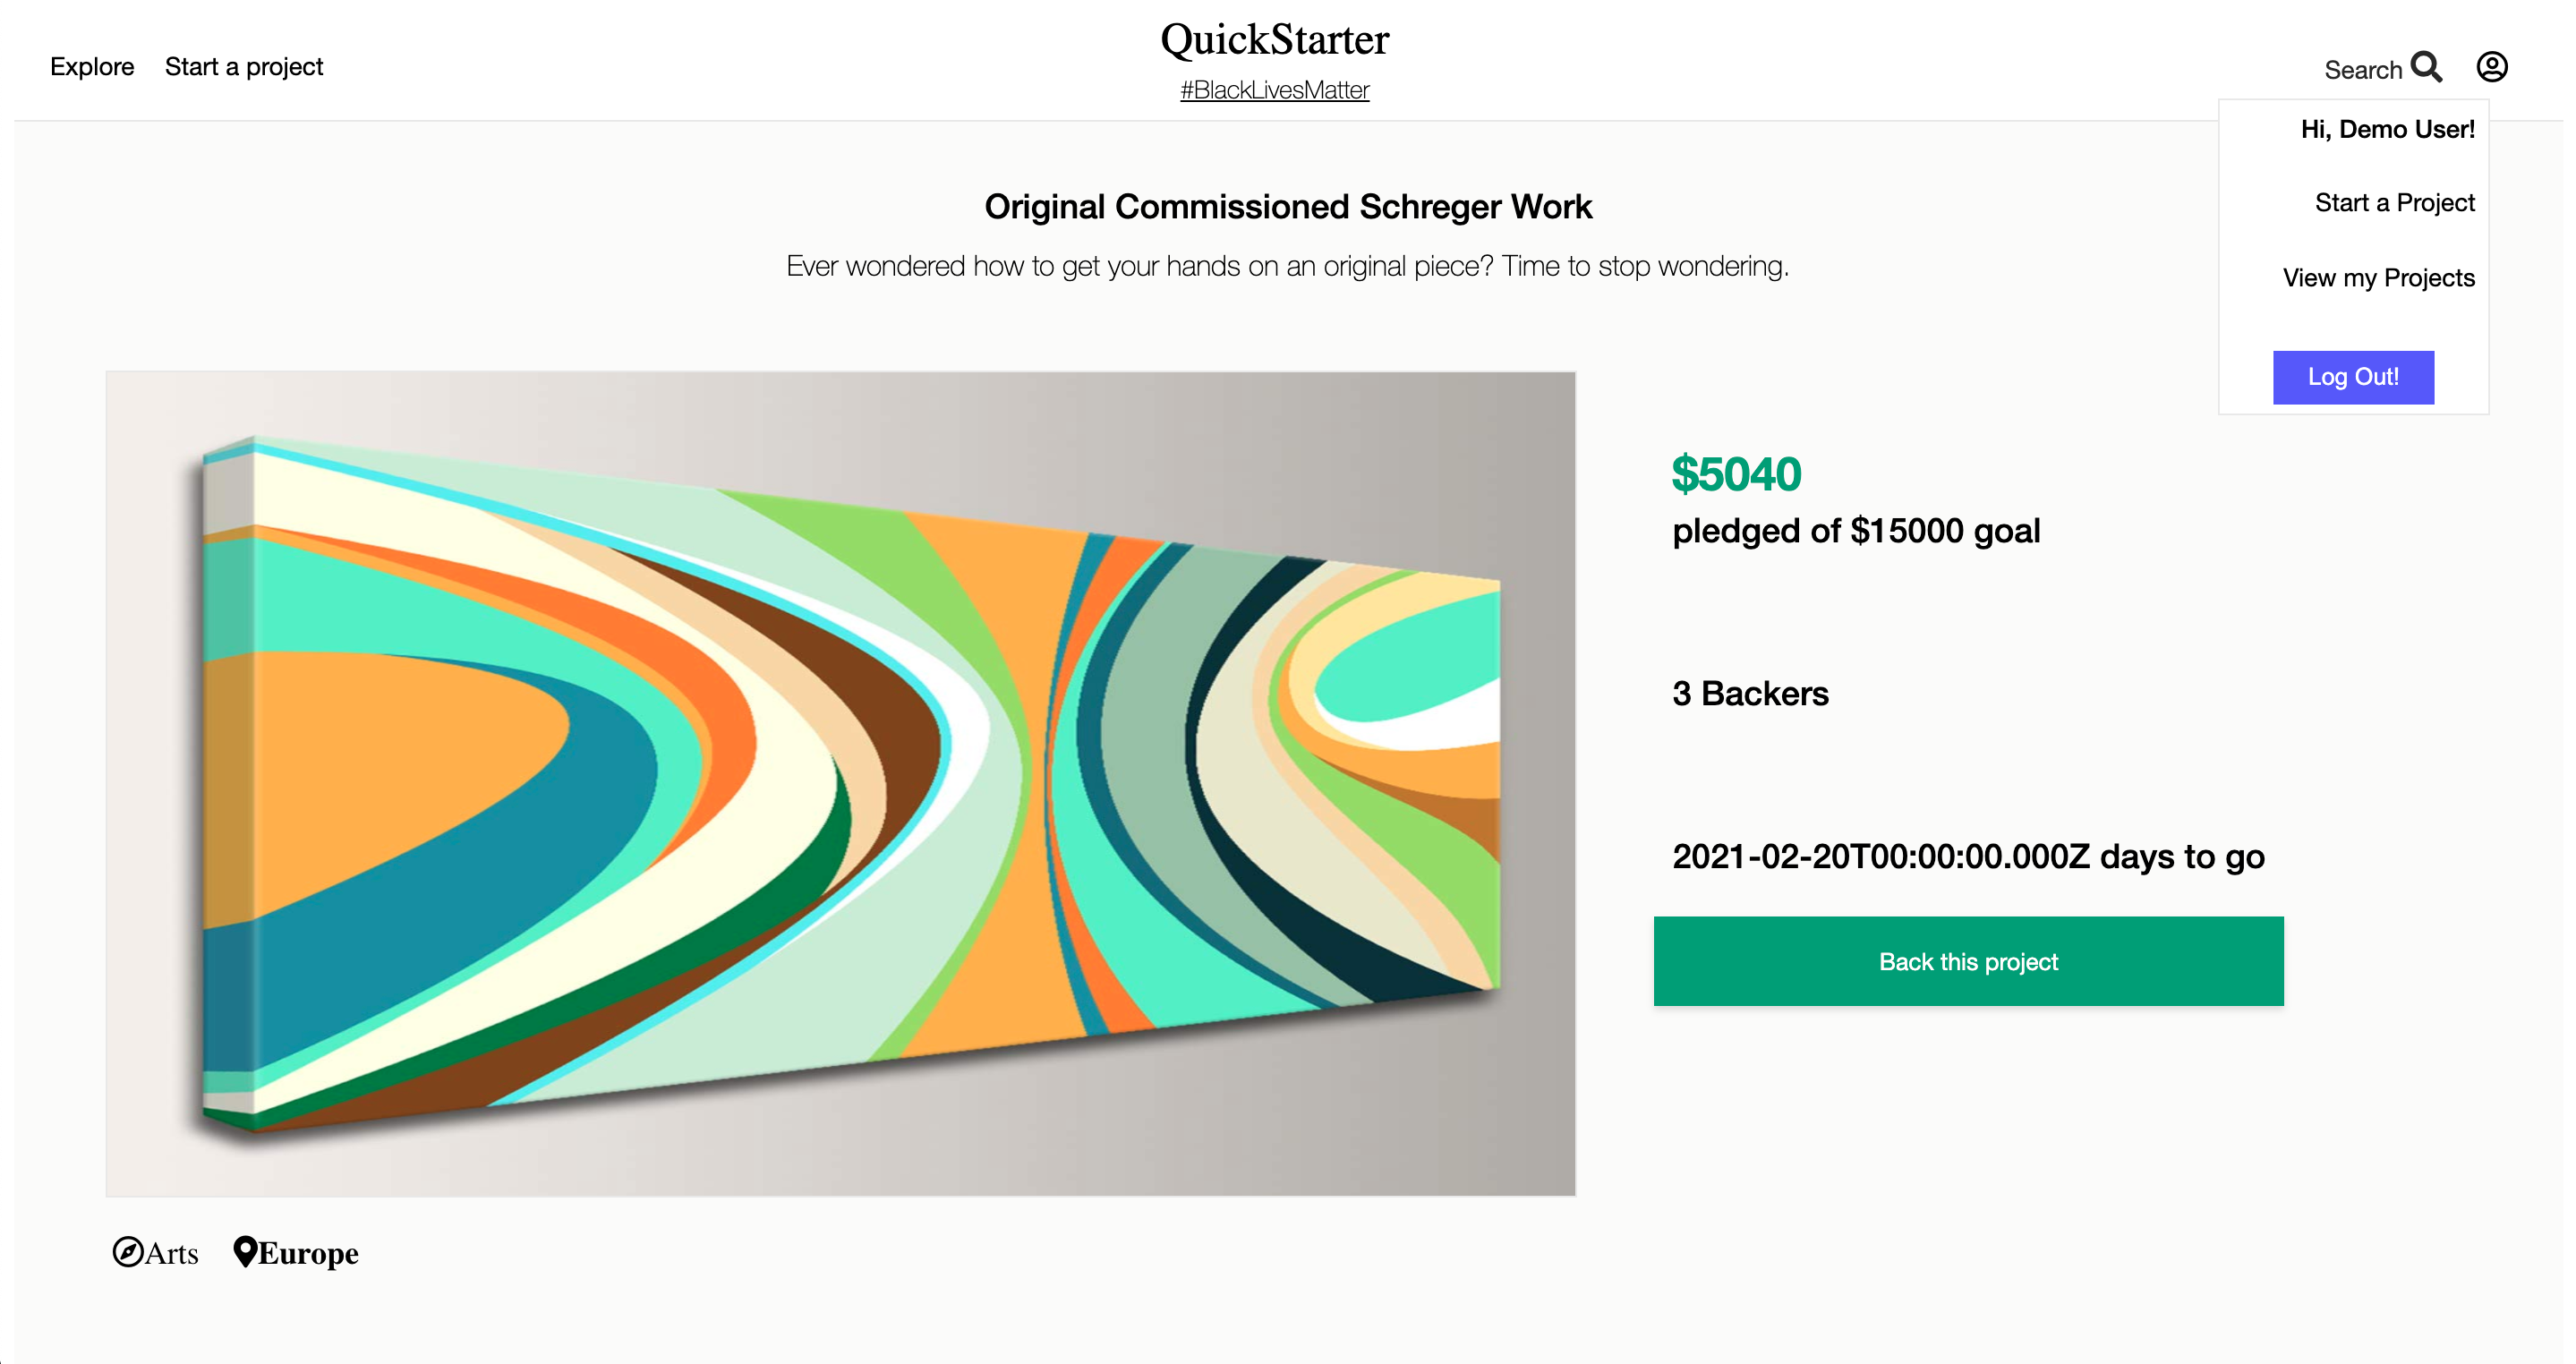 Explore
Start a project
QuickStarter
#BlackLivesMatter
Search
Hi, Demo User!
Start a Project
View my Projects
Log Out!
Original Commissioned Schreger Work
Ever wondered how to get your hands on an original piece? Time to stop wondering.
$5040
pledged of $15000 goal
3 Backers
2021-02-20T00:00:00.000Z days to go
Back this project
Arts
Europe